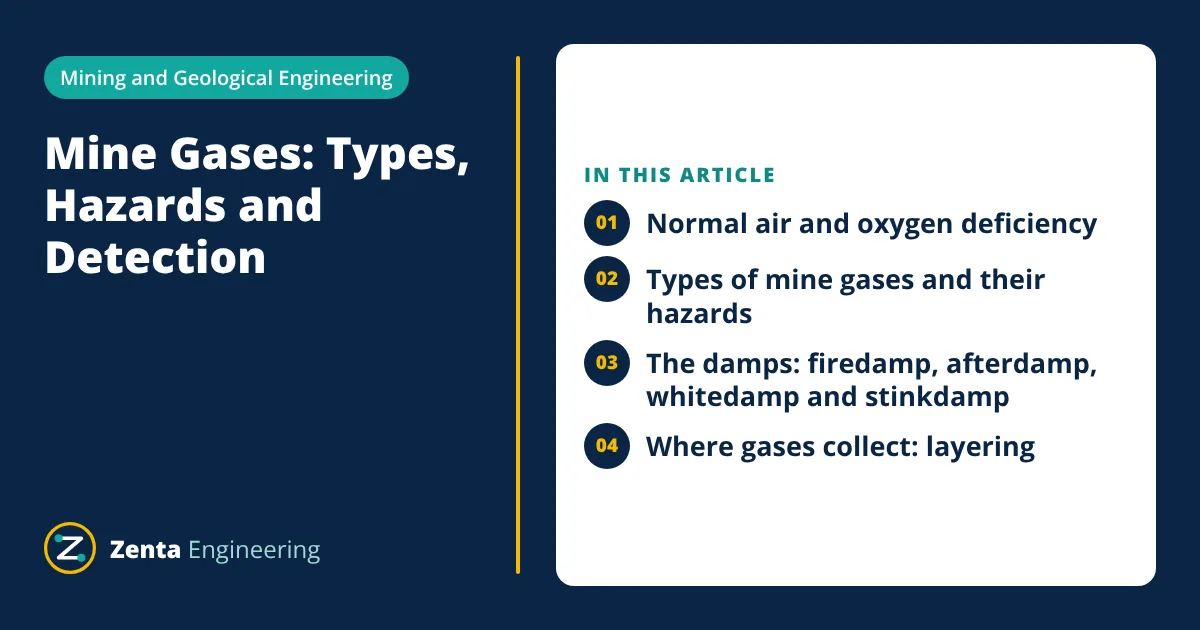 Mining and Geological Engineering
Mine Gases: Types,
Hazards and
Detection
Zenta Engineering
IN THIS ARTICLE
01 Normal air and oxygen deficiency
02 Types of mine gases and their
hazards
03 The damps: firedamp, afterdamp,
whitedamp and stinkdamp
04 Where gases collect: layering